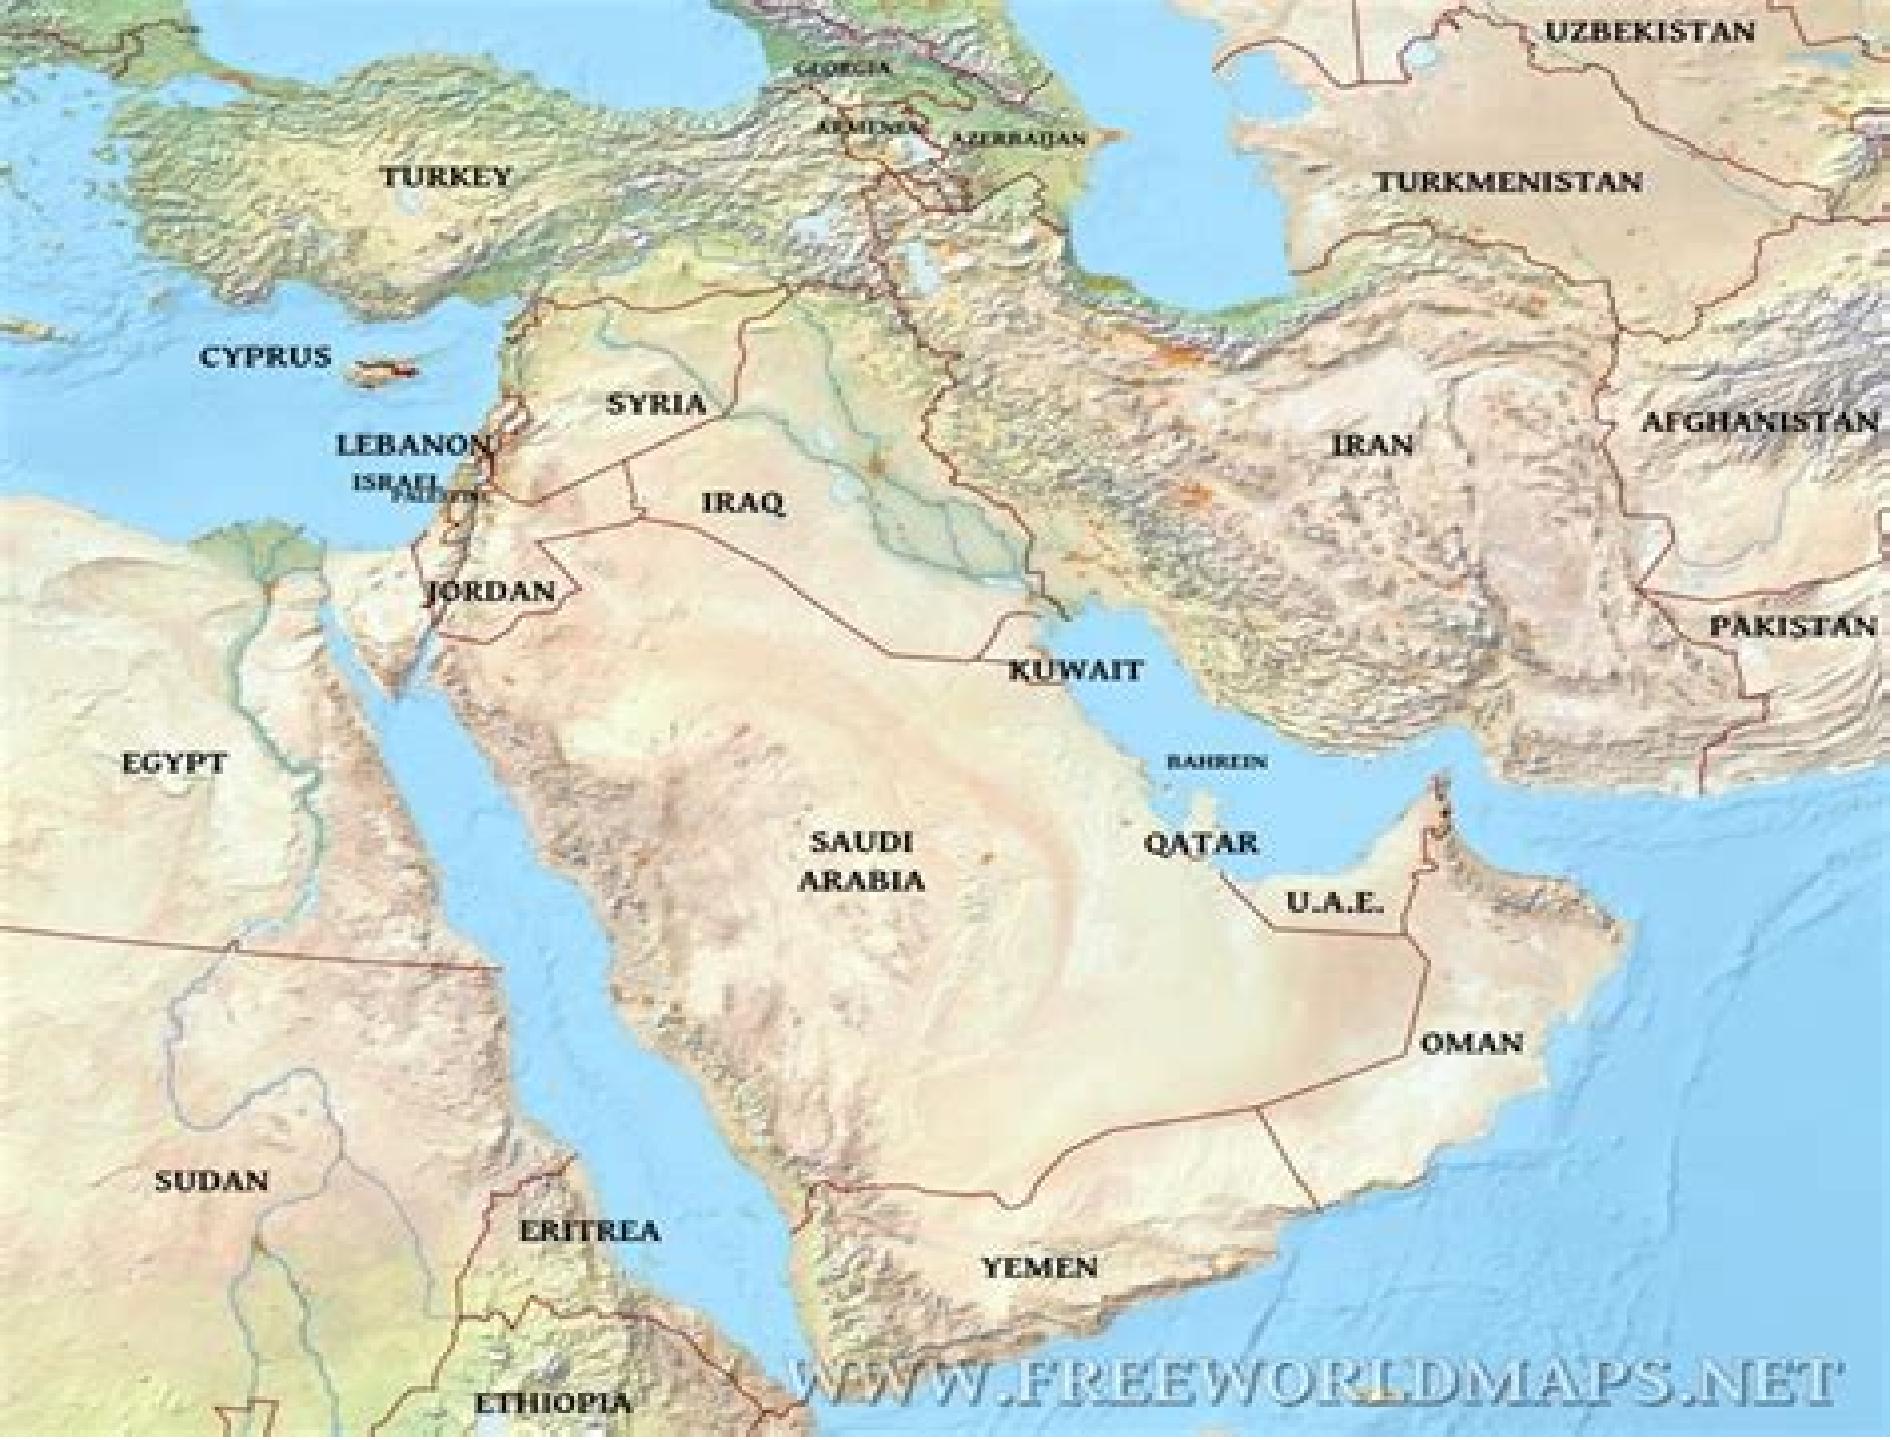 UZBEKISTAN
GEORGIA
ARMENIA
AZERBAIJAN
TURKEY
TURKMENISTAN
CYPRUS
SYRIA
AFGHANISTAN
LEBANON
IRAN
ISRAEL
PALESTINE
IRAQ
JORDAN
PAKISTAN
KUWAIT
EGYPT
BAHREIN
SAUDI
ARABIA
QATAR
U.A.E.
OMAN
SUDAN
ERITREA
YEMEN
WWW.FREEWORLDMAPS.NET
ETHIOPIA